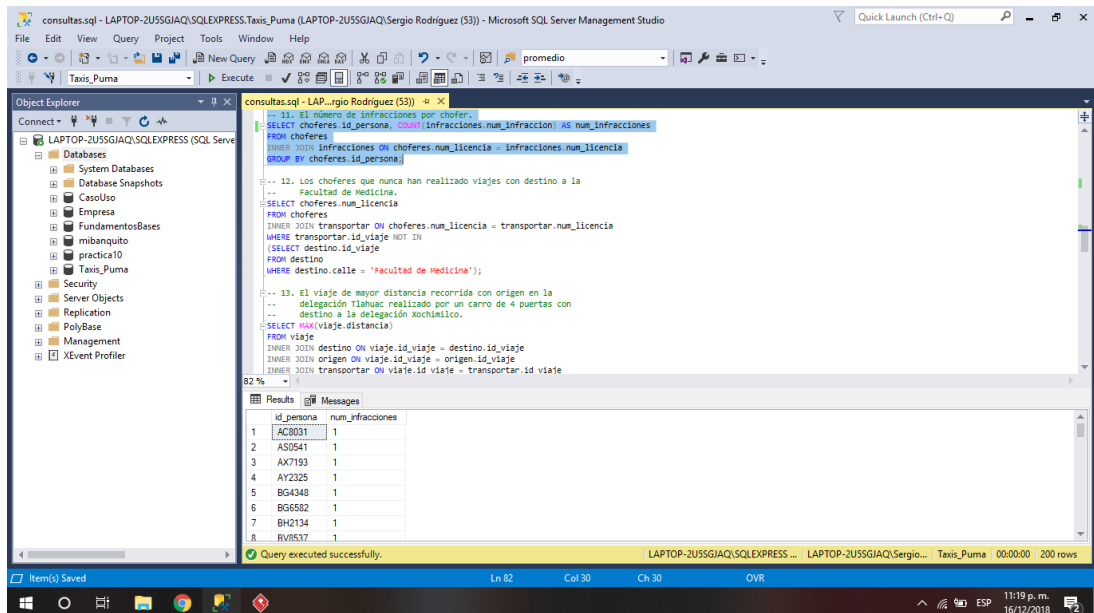 consultas.sql - LAPTOP-2U5SGJAQ\SQLEXPRESS.Taxis_Puma (LAPTOP-2U5SGJAQ\Sergio Rodríguez (53)) - Microsoft SQL Server Management Studio
Quick Launch (Ctrl+Q)
File Edit View Query Project Tools Window Help
New Query
promedio
Taxis_Puma
Execute
Object Explorer
consultas.sql - LAP...rgio Rodríguez (53))
Connect
LAPTOP-2U5SGJAQ\SQLEXPRESS (SQL Serve
Databases
System Databases
Database Snapshots
CasoUso
Empresa
FundamentosBases
mibanquito
practica10
Taxis_Puma
Security
Server Objects
Replication
PolyBase
Management
XEvent Profiler
-- 11. El número de infracciones por chofer.
SELECT choferes.id_persona, COUNT(infracciones.num_infraccion) AS num_infracciones
FROM choferes
INNER JOIN infracciones ON choferes.num_licencia = infracciones.num_licencia
GROUP BY choferes.id_persona;
-- 12. Los choferes que nunca han realizado viajes con destino a la
-- Facultad de Medicina.
SELECT choferes.num_licencia
FROM choferes
INNER JOIN transportar ON choferes.num_licencia = transportar.num_licencia
WHERE transportar.id_viaje NOT IN
(SELECT destino.id_viaje
FROM destino
WHERE destino.calle = 'Facultad de Medicina');
-- 13. El viaje de mayor distancia recorrida con origen en la
-- delegación Tlahuac realizado por un carro de 4 puertas con
-- destino a la delegación Xochimilco.
SELECT MAX(viaje.distancia)
FROM viaje
INNER JOIN destino ON viaje.id_viaje = destino.id_viaje
INNER JOIN origen ON viaje.id_viaje = origen.id_viaje
INNER JOIN transportar ON viaje.id_viaje = transportar.id_viaje
82 %
Results Messages
id_persona num_infracciones
1 AC8031 1
2 AS0541 1
3 AX7193 1
4 AY2325 1
5 BG4348 1
6 BG6582 1
7 BH2134 1
8 BV8537 1
Query executed successfully.
LAPTOP-2U5SGJAQ\SQLEXPRESS ... LAPTOP-2U5SGJAQ\Sergio... Taxis_Puma 00:00:00 200 rows
Item(s) Saved Ln 82 Col 30 Ch 30 OVR
ESP
11:19 p. m.
16/12/2018
2